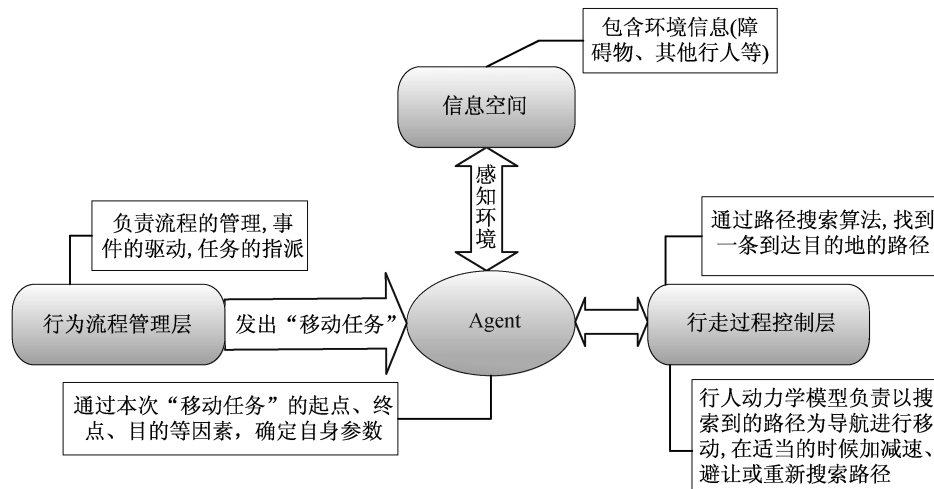 包含环境信息(障
碍物、其他行人等)
信息空间
感知环境
负责流程的管理,事
件的驱动,任务的指派
通过路径搜索算法,找到
一条到达目的地的路径
行为流程管理层
发出“移动任务”
Agent
行走过程控制层
通过本次“移动任务”的起点、终
点、目的等因素，确定自身参数
行人动力学模型负责以搜
索到的路径为导航进行移
动,在适当的时候加减速、
避让或重新搜索路径